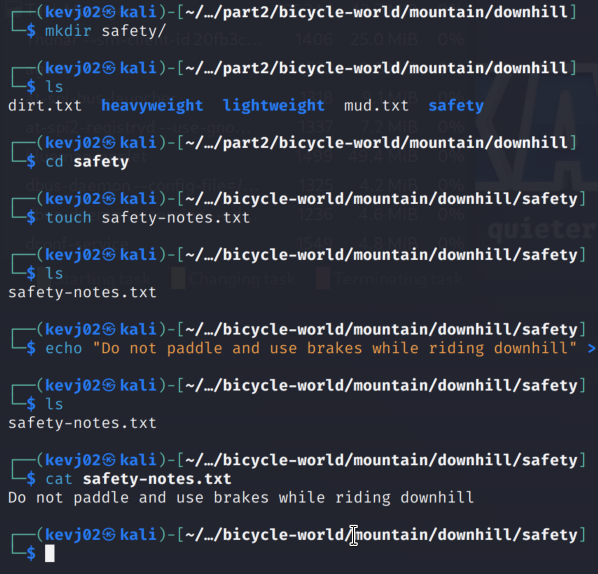 ┌──(kevj02㉿kali)-[~/…/part2/bicycle-world/mountain/downhill]
└─$ mkdir safety/
┌──(kevj02㉿kali)-[~/…/part2/bicycle-world/mountain/downhill]
└─$ ls
dirt.txt  heavyweight  lightweight  mud.txt  safety
┌──(kevj02㉿kali)-[~/…/part2/bicycle-world/mountain/downhill]
└─$ cd safety
┌──(kevj02㉿kali)-[~/…/bicycle-world/mountain/downhill/safety]
└─$ touch safety-notes.txt
┌──(kevj02㉿kali)-[~/…/bicycle-world/mountain/downhill/safety]
└─$ ls
safety-notes.txt
┌──(kevj02㉿kali)-[~/…/bicycle-world/mountain/downhill/safety]
└─$ echo "Do not paddle and use brakes while riding downhill" >
┌──(kevj02㉿kali)-[~/…/bicycle-world/mountain/downhill/safety]
└─$ ls
safety-notes.txt
┌──(kevj02㉿kali)-[~/…/bicycle-world/mountain/downhill/safety]
└─$ cat safety-notes.txt
Do not paddle and use brakes while riding downhill
┌──(kevj02㉿kali)-[~/…/bicycle-world/mountain/downhill/safety]
└─$